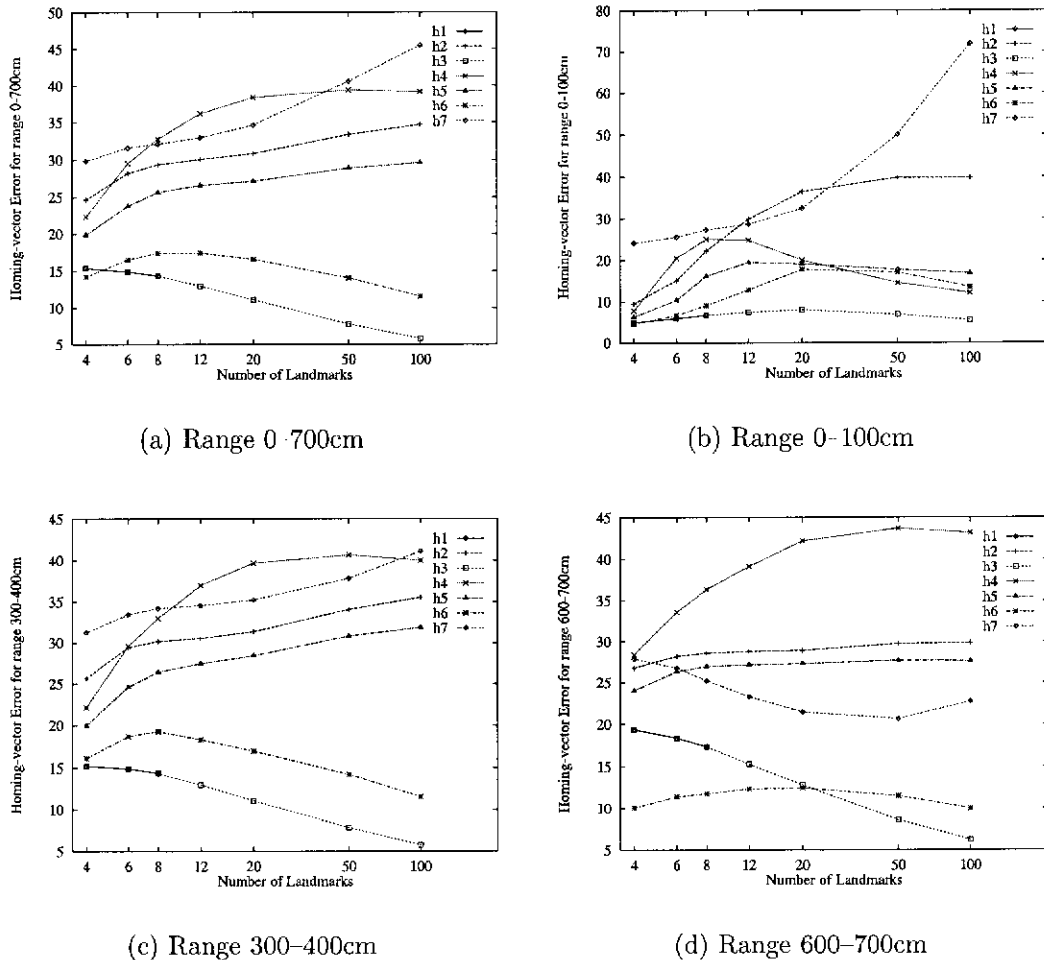 50
45
40
35
30
25
20
15
10
5
4 6 8 12 20 50 100
Number of Landmarks
Homing-vector Error for range 0-700cm
h1
h2
h3
h4
h5
h6
h7
(a) Range 0-700cm
80
70
60
50
40
30
20
10
0
4 6 8 12 20 50 100
Number of Landmarks
Homing-vector Error for range 0-100cm
h1
h2
h3
h4
h5
h6
h7
(b) Range 0-100cm
45
40
35
30
25
20
15
10
5
4 6 8 12 20 50 100
Number of Landmarks
Homing-vector Error for range 300-400cm
h1
h2
h3
h4
h5
h6
h7
(c) Range 300–400cm
45
40
35
30
25
20
15
10
5
4 6 8 12 20 50 100
Number of Landmarks
Homing-vector Error for range 600-700cm
h1
h2
h3
h4
h5
h6
h7
(d) Range 600–700cm